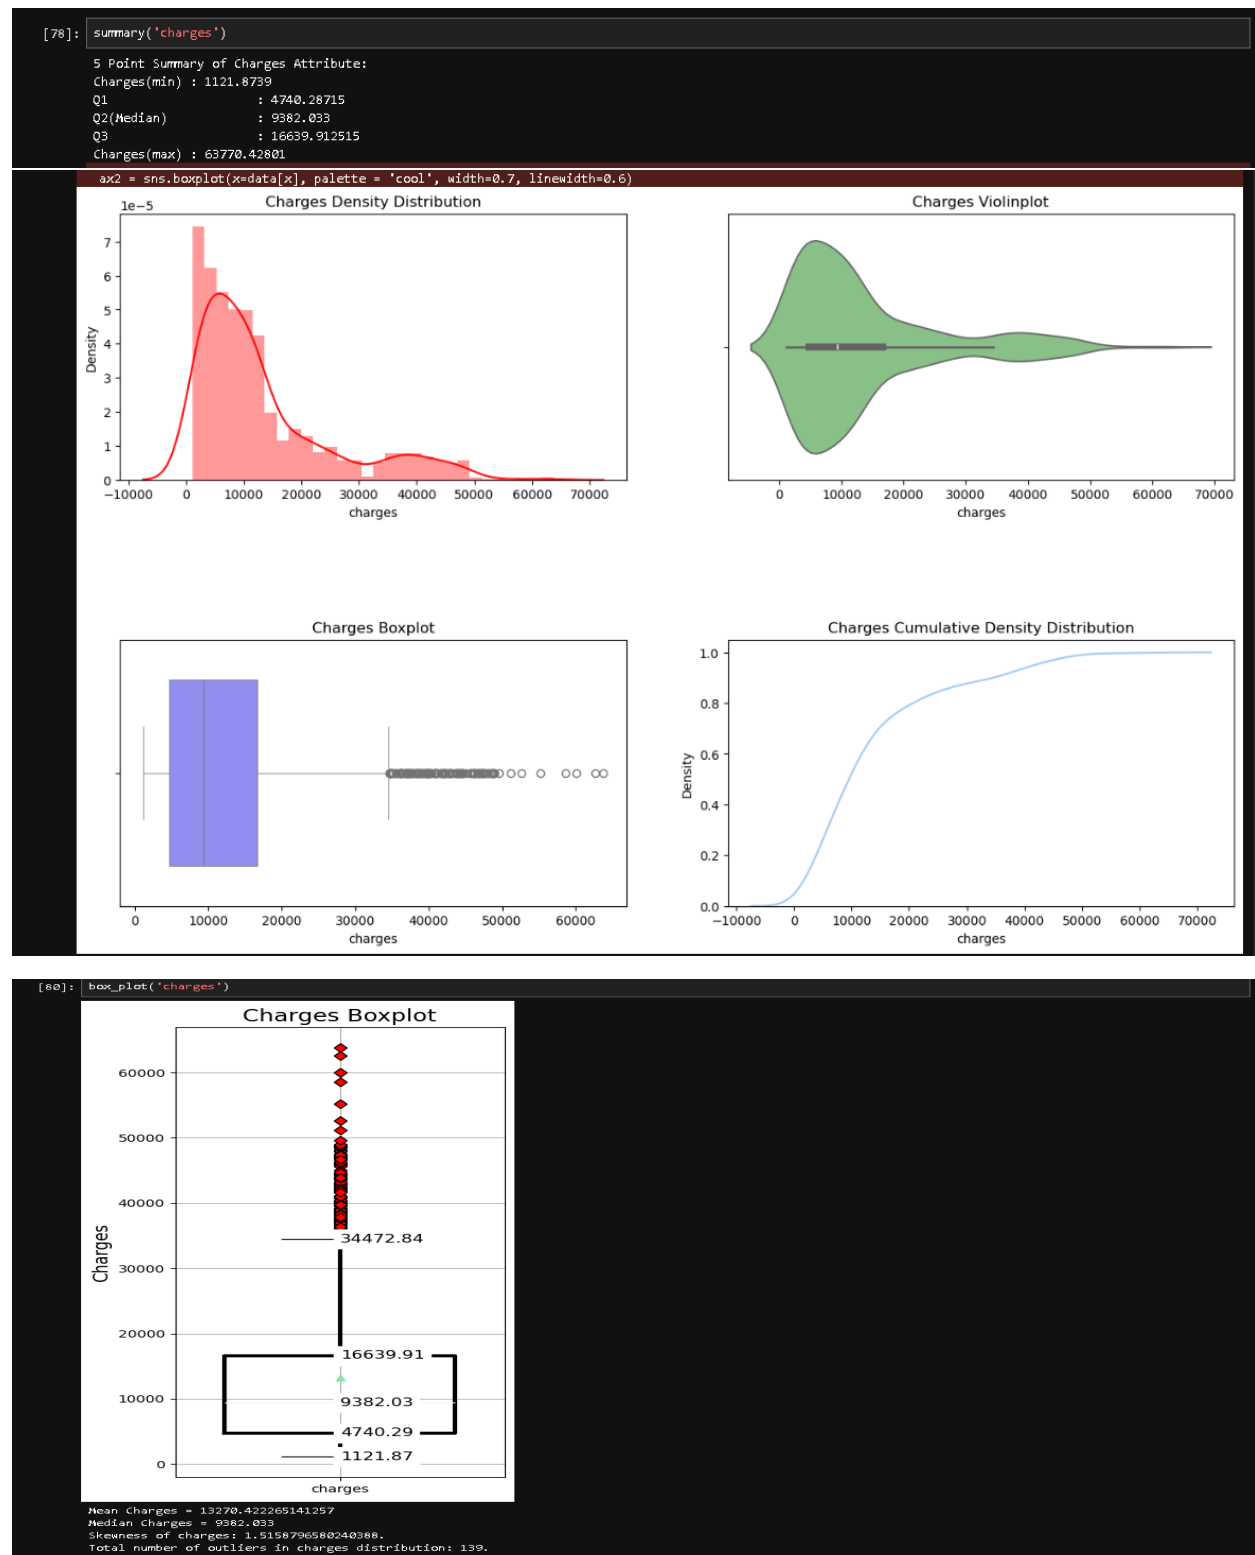 [78]: summary('charges')
5 Point Summary of Charges Attribute:
Charges(min) : 1121.8739
Q1 : 4740.28715
Q2(Median) : 9382.033
Q3 : 16639.912515
Charges(max) : 63770.42801
ax2 = sns.boxplot(x=data[x], palette = 'cool', width=0.7, linewidth=0.6)
Charges Density Distribution
1e−5
7
6
5
4
3
2
1
0
Density
−10000 0 10000 20000 30000 40000 50000 60000 70000
charges
Charges Violinplot
0 10000 20000 30000 40000 50000 60000 70000
charges
Charges Boxplot
0 10000 20000 30000 40000 50000 60000
charges
Charges Cumulative Density Distribution
1.0
0.8
0.6
0.4
0.2
0.0
Density
−10000 0 10000 20000 30000 40000 50000 60000 70000
charges
[80]: box_plot('charges')
Charges Boxplot
60000
50000
40000
30000
20000
10000
0
Charges
34472.84
16639.91
9382.03
4740.29
1121.87
charges
Mean Charges = 13270.422265141257
Median Charges = 9382.033
Skewness of charges: 1.5158796580240388.
Total number of outliers in charges distribution: 139.